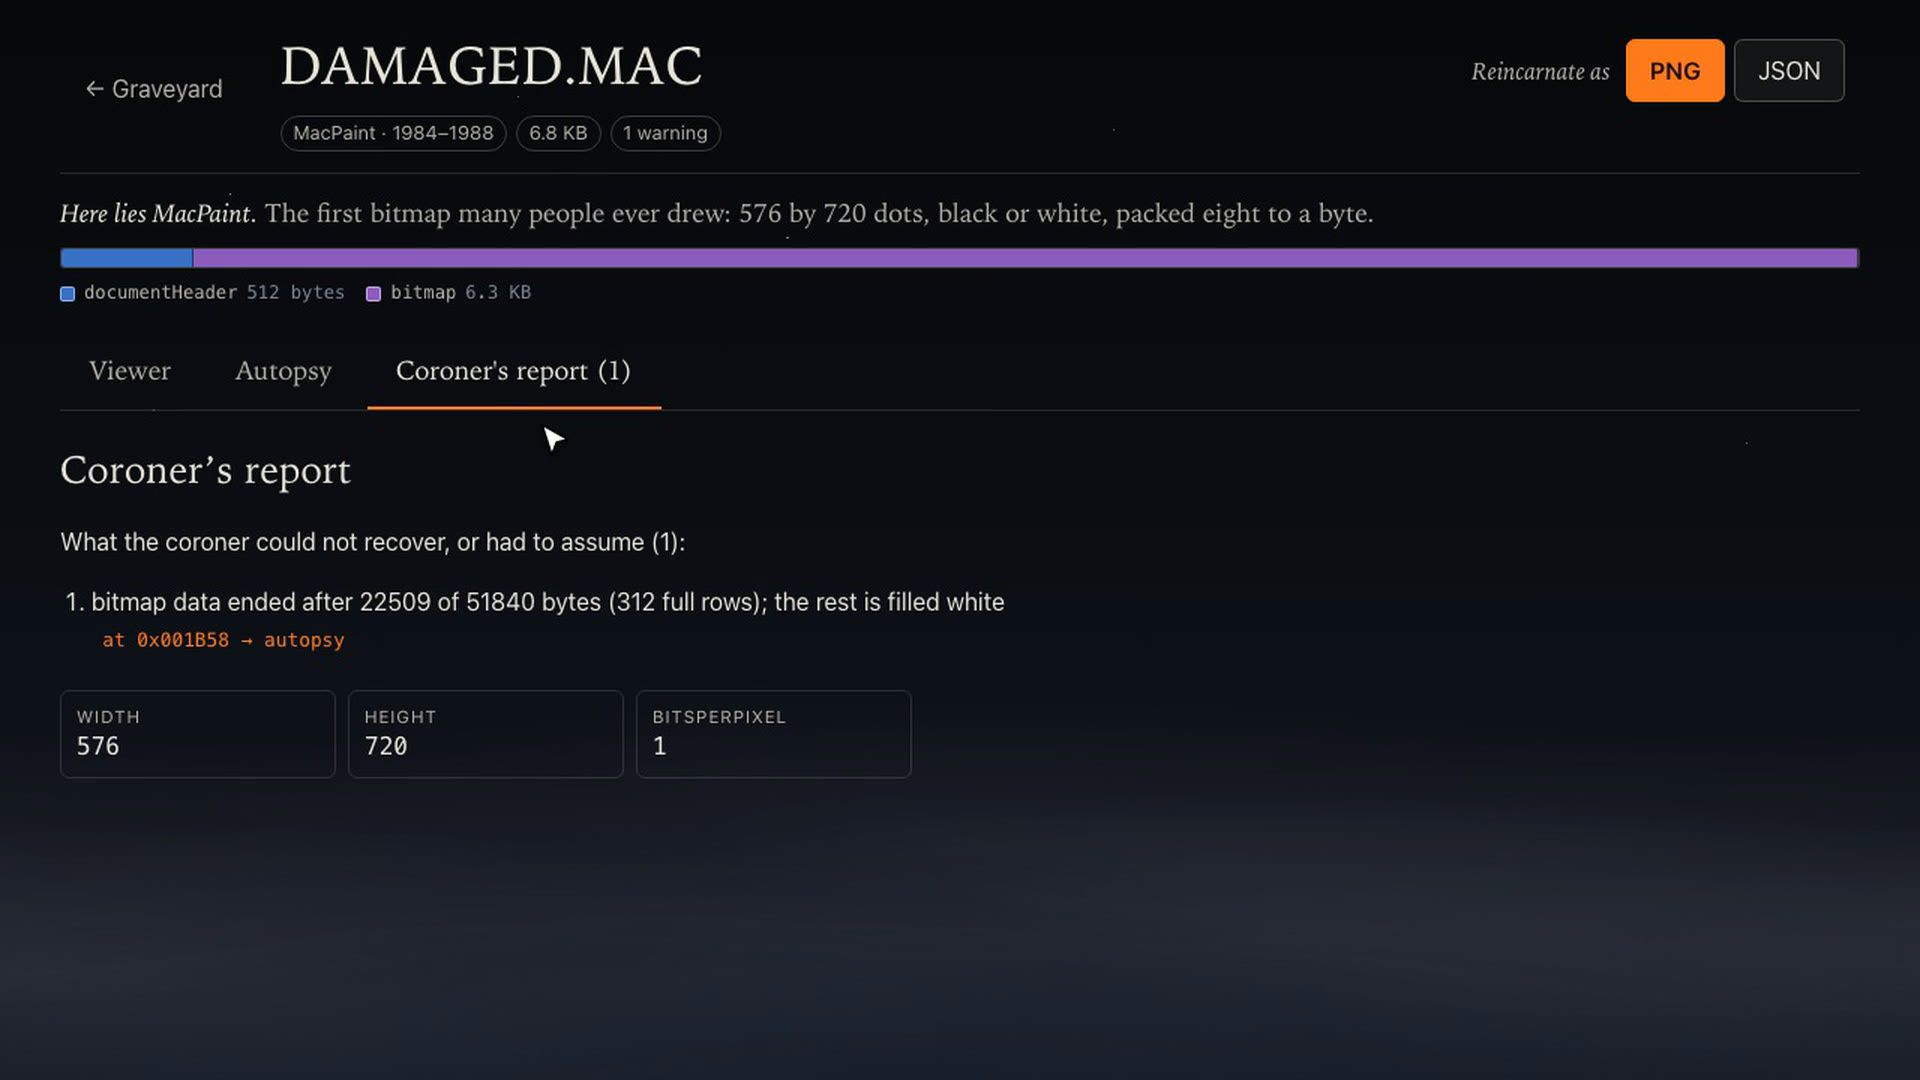 ← Graveyard
DAMAGED.MAC
MacPaint · 1984–1988
6.8 KB
1 warning
Reincarnate as
PNG
JSON
Here lies MacPaint. The first bitmap many people ever drew: 576 by 720 dots, black or white, packed eight to a byte.
documentHeader 512 bytes
bitmap 6.3 KB
Viewer
Autopsy
Coroner's report (1)
Coroner’s report
What the coroner could not recover, or had to assume (1):
1. bitmap data ended after 22509 of 51840 bytes (312 full rows); the rest is filled white
at 0x001B58 → autopsy
WIDTH
576
HEIGHT
720
BITSPERPIXEL
1